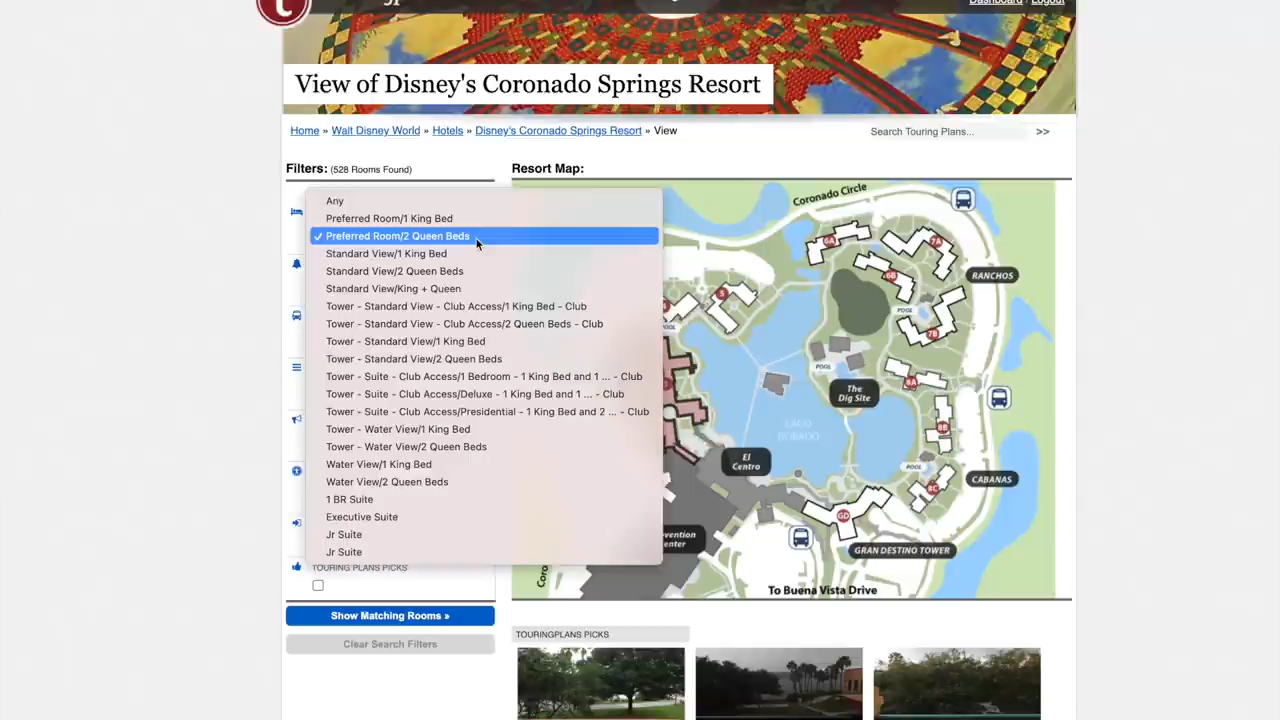 Dashboard / Logout
View of Disney's Coronado Springs Resort
Home » Walt Disney World » Hotels » Disney's Coronado Springs Resort » View
Search Touring Plans... >>
Filters: (528 Rooms Found)
Resort Map:
Any
Preferred Room/1 King Bed
✓ Preferred Room/2 Queen Beds
Standard View/1 King Bed
Standard View/2 Queen Beds
Standard View/King + Queen
Tower - Standard View - Club Access/1 King Bed - Club
Tower - Standard View - Club Access/2 Queen Beds - Club
Tower - Standard View/1 King Bed
Tower - Standard View/2 Queen Beds
Tower - Suite - Club Access/1 Bedroom - 1 King Bed and 1 ... - Club
Tower - Suite - Club Access/Deluxe - 1 King Bed and 1 ... - Club
Tower - Suite - Club Access/Presidential - 1 King Bed and 2 ... - Club
Tower - Water View/1 King Bed
Tower - Water View/2 Queen Beds
Water View/1 King Bed
Water View/2 Queen Beds
1 BR Suite
Executive Suite
Jr Suite
Jr Suite
TOURING PLANS PICKS
Show Matching Rooms »
Clear Search Filters
Coronado Circle
6A
7A
6B
RANCHOS
5
POOL
7B
POOL
8A
The
Dig Site
LAGO
DORADO
8B
El
Centro
POOL
CABANAS
8C
GD
GRAN DESTINO TOWER
To Buena Vista Drive
TOURINGPLANS PICKS